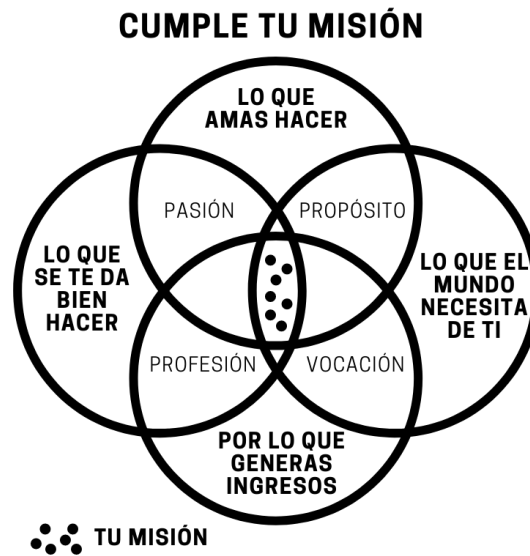 CUMPLE TU MISIÓN
LO QUE
AMAS HACER
PASIÓN
PROPÓSITO
LO QUE
SE TE DA
BIEN
HACER
LO QUE EL
MUNDO
NECESITA
DE TI
PROFESIÓN
VOCACIÓN
POR LO QUE
GENERAS
INGRESOS
TU MISIÓN